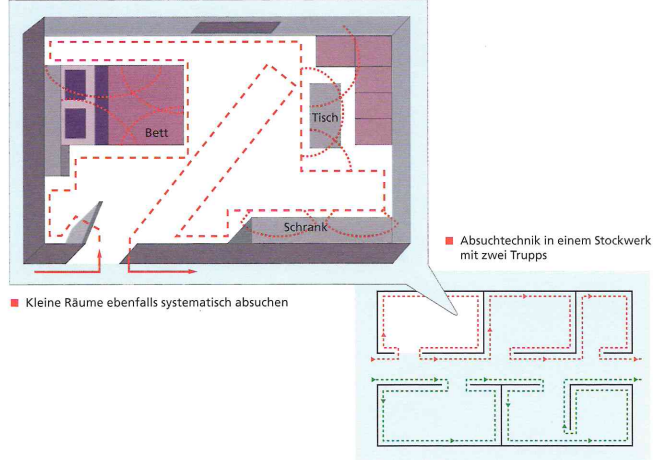 Bett
Tisch
Schrank
Kleine Räume ebenfalls systematisch absuchen
Absuchtechnik in einem Stockwerk
mit zwei Trupps